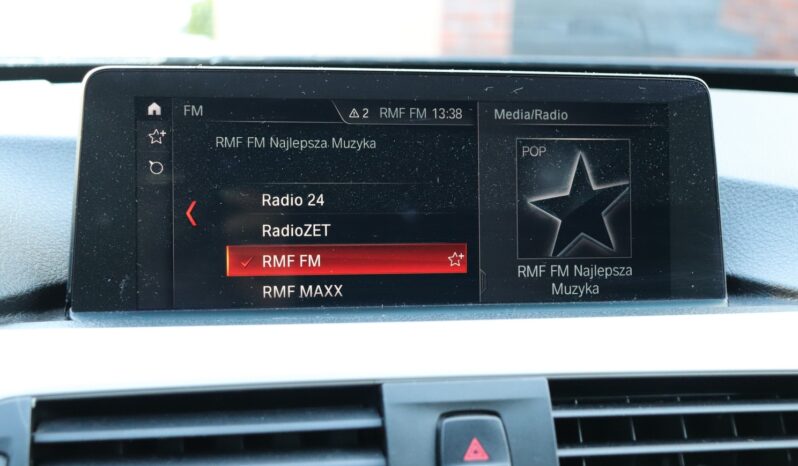 FM
2 RMF FM 13:38
Media/Radio
RMF FM Najlepsza Muzyka
Radio 24
RadioZET
RMF FM
RMF MAXX
POP
RMF FM Najlepsza
Muzyka